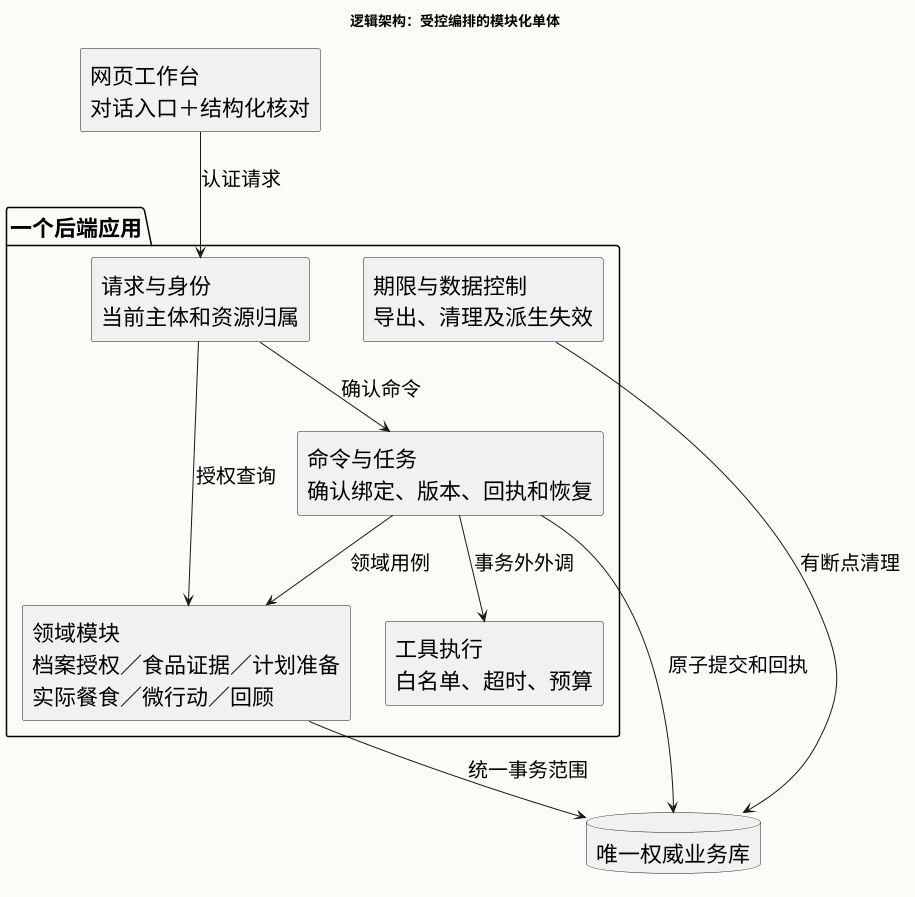 逻辑架构：受控编排的模块化单体
网页工作台
对话入口＋结构化核对
认证请求
一个后端应用
请求与身份
当前主体和资源归属
期限与数据控制
导出、清理及派生失效
确认命令
命令与任务
确认绑定、版本、回执和恢复
授权查询
领域用例
事务外外调
有断点清理
领域模块
档案授权／食品证据／计划准备
实际餐食／微行动／回顾
工具执行
白名单、超时、预算
原子提交和回执
统一事务范围
唯一权威业务库